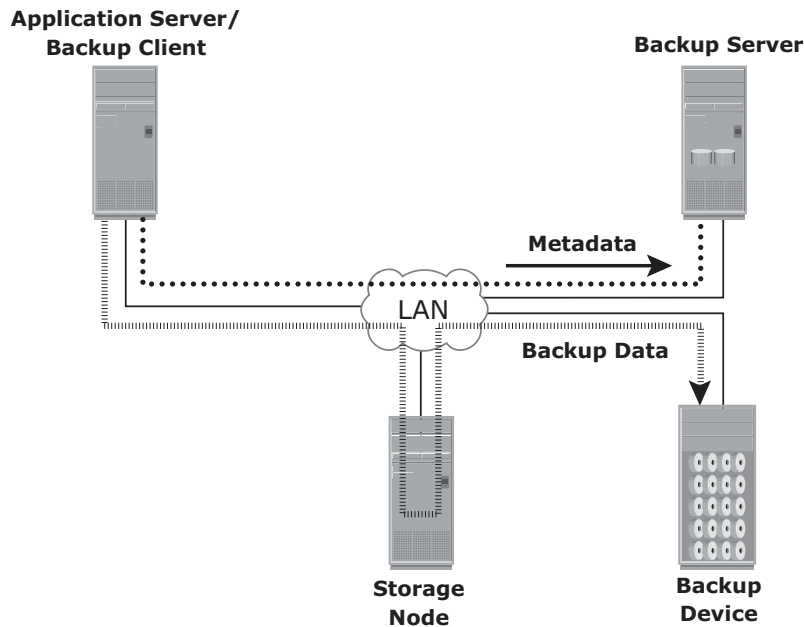 Application Server/
Backup Client
Backup Server
Metadata
LAN
Backup Data
Storage
Node
Backup
Device